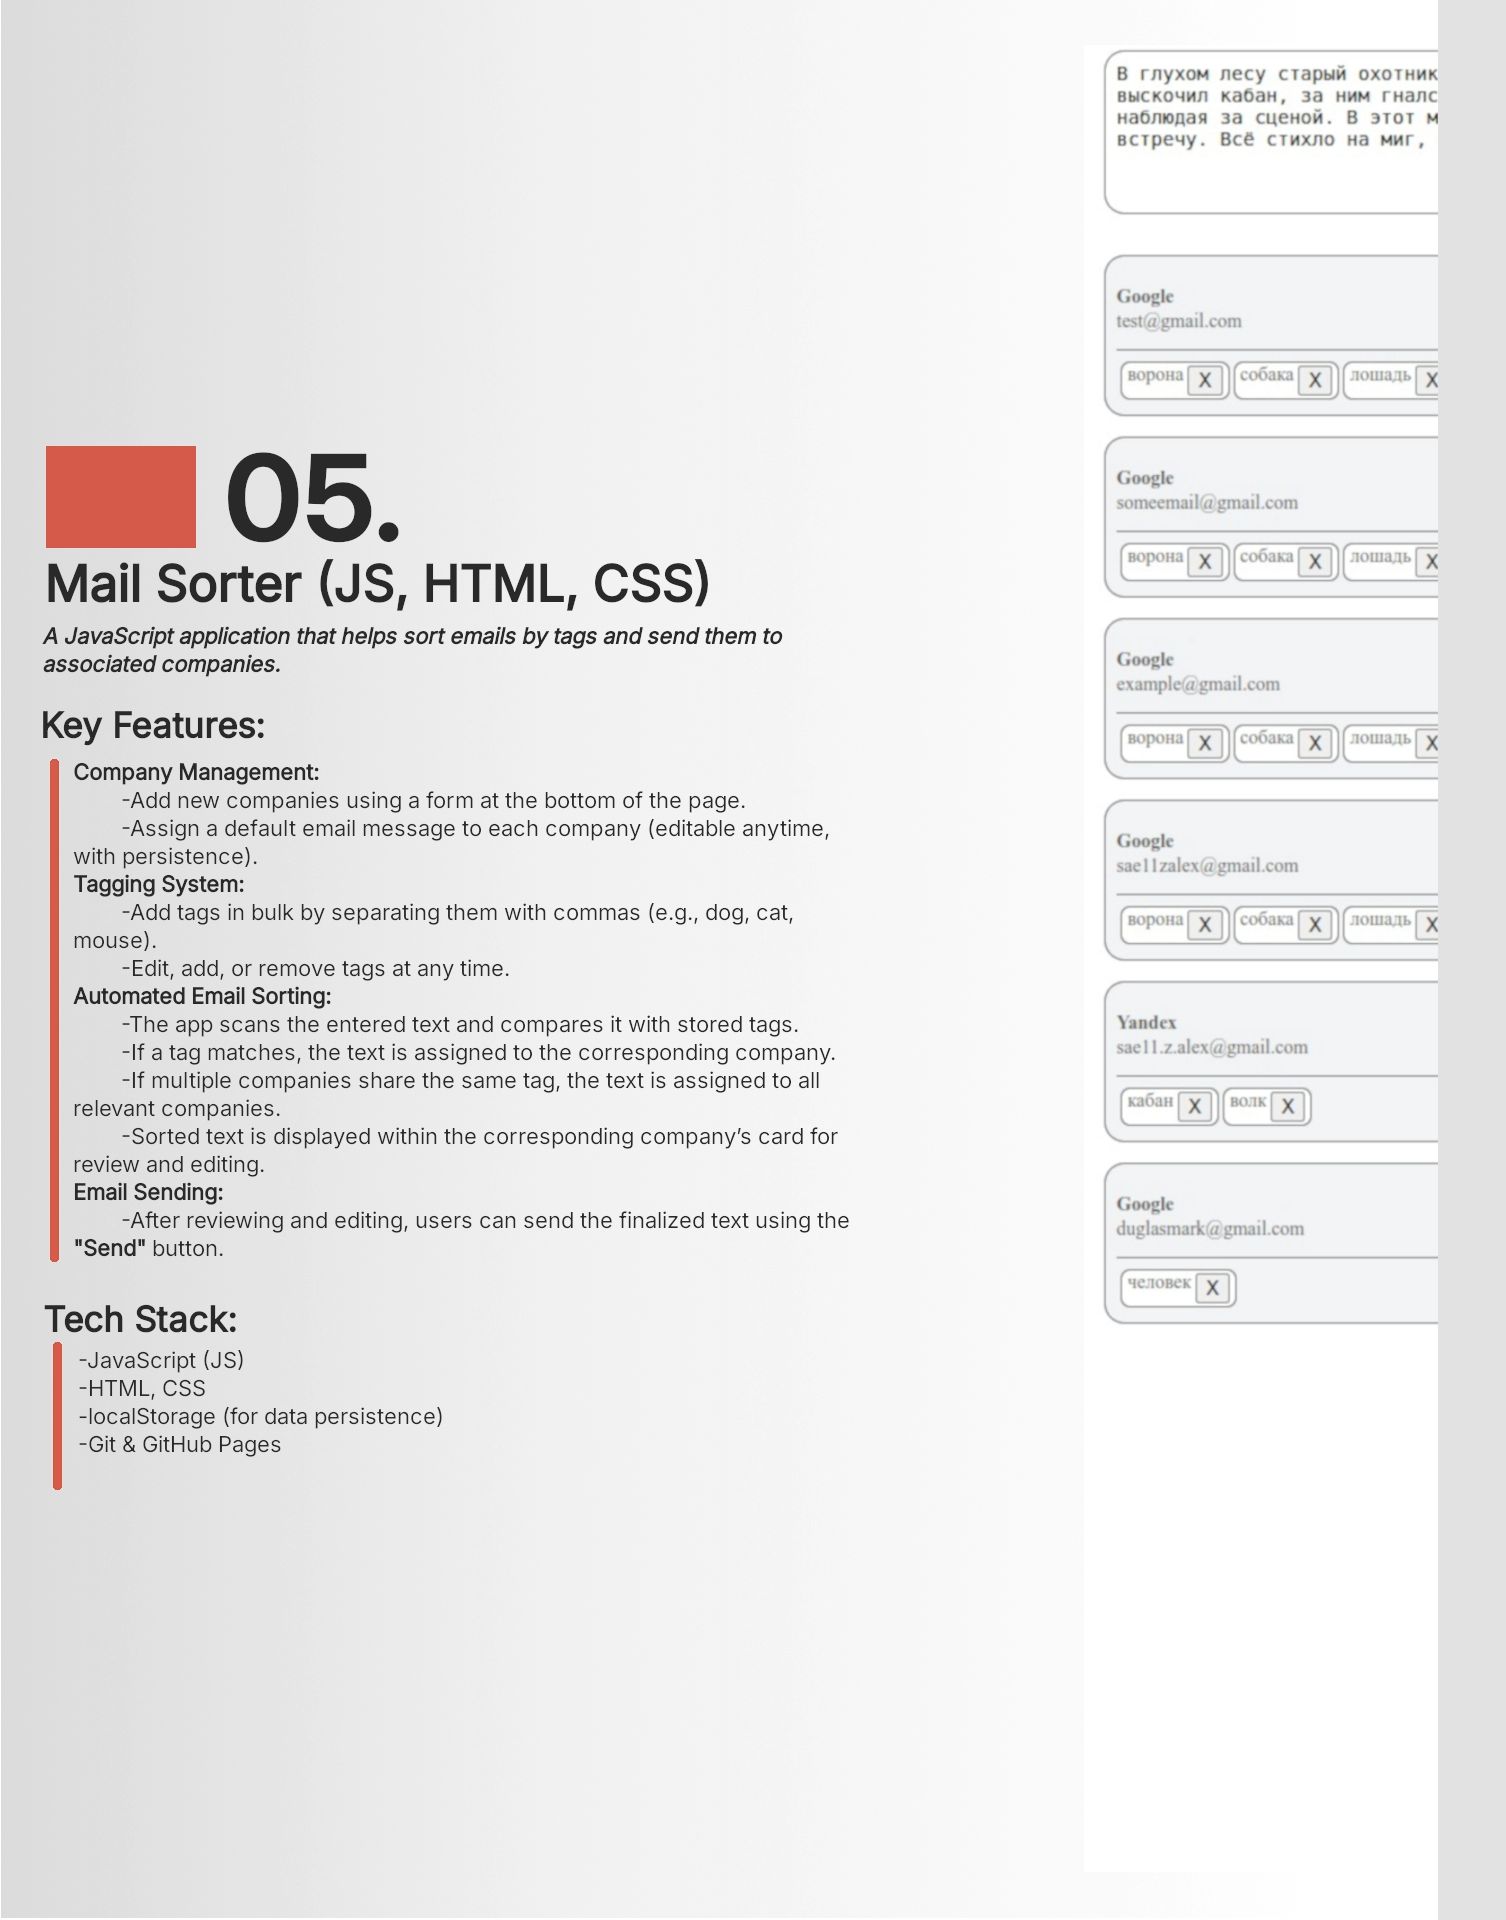 05.
Mail Sorter (JS, HTML, CSS)
A JavaScript application that helps sort emails by tags and send them to
associated companies.
Key Features:
Company Management:
-Add new companies using a form at the bottom of the page.
-Assign a default email message to each company (editable anytime,
with persistence).
Tagging System:
-Add tags in bulk by separating them with commas (e.g., dog, cat,
mouse).
-Edit, add, or remove tags at any time.
Automated Email Sorting:
-The app scans the entered text and compares it with stored tags.
-If a tag matches, the text is assigned to the corresponding company.
-If multiple companies share the same tag, the text is assigned to all
relevant companies.
-Sorted text is displayed within the corresponding company’s card for
review and editing.
Email Sending:
-After reviewing and editing, users can send the finalized text using the
"Send" button.
Tech Stack:
-JavaScript (JS)
-HTML, CSS
-localStorage (for data persistence)
-Git & GitHub Pages
В глухом лесу старый охотник
выскочил кабан, за ним гналс
наблюдая за сценой. В этот м
встречу. Всё стихло на миг,
Google
test@gmail.com
ворона X собака X лошадь X
Google
someemail@gmail.com
ворона X собака X лошадь X
Google
example@gmail.com
ворона X собака X лошадь X
Google
sae11zalex@gmail.com
ворона X собака X лошадь X
Yandex
sae11.z.alex@gmail.com
кабан X волк X
Google
duglasmark@gmail.com
человек X